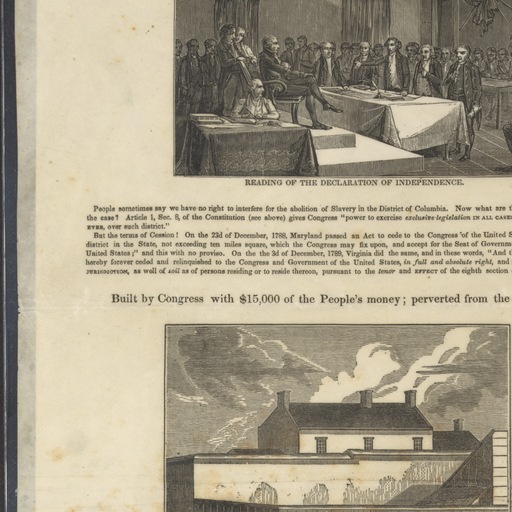 READING OF THE DECLARATION OF INDEPENDENCE.
People sometimes say we have no right to interfere for the abolition of Slavery in the District of Columbia. Now what are t
the case? Article 1, Sec. 8, of the Constitution (see above) gives Congress "power to exercise exclusive legislation IN ALL CASES
EVER, over such district."
But the terms of Cession! On the 23d of December, 1788, Maryland passed an Act to cede to the Congress of the United S
district in the State, not exceeding ten miles square, which the Congress may fix upon, and accept for the Seat of Governm
United States;" and this with no proviso. On the 3d of December, 1789, Virginia did the same, and in these words, "And t
hereby forever ceded and relinquished to the Congress and Government of the United States, in full and absolute right, and
JURISDICTION, as well of soil as of persons residing or to reside thereon, pursuant to the tenor and EFFECT of the eighth section
Built by Congress with $15,000 of the People's money; perverted from the